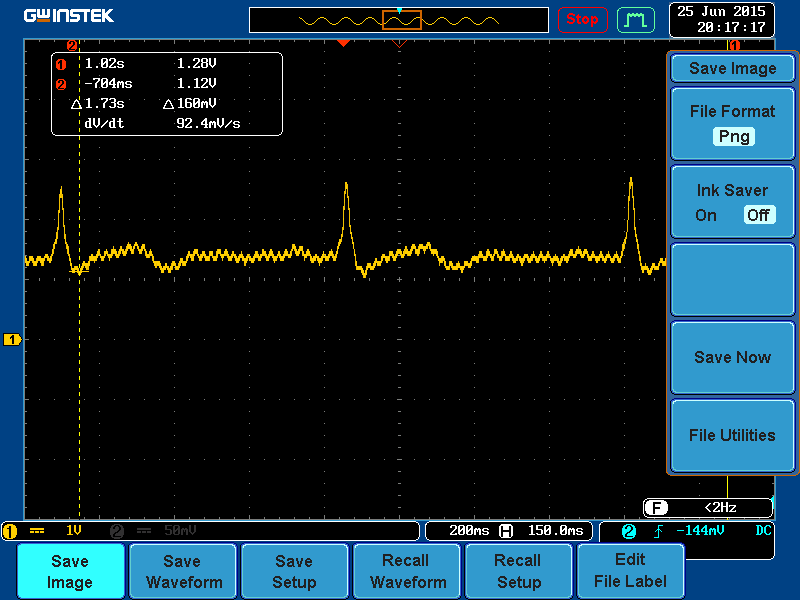 GWINSTEK
Stop
25 Jun 2015
20:17:17
2
1
1 1.02s 1.28V
2 -704ms 1.12V
△1.73s △160mV
dV/dt 92.4mV/s
Save Image
File Format
Png
Ink Saver
On Off
Save Now
File Utilities
1
F <2Hz
1 1V 2 50mV
200ms H 150.0ms
2 -144mV DC
Save Image
Save Waveform
Save Setup
Recall Waveform
Recall Setup
Edit File Label